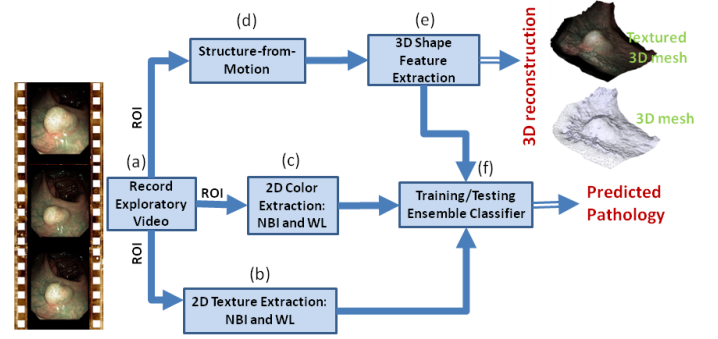 (d)
Structure-from-
Motion
(e)
3D Shape
Feature
Extraction
3D reconstruction
Textured
3D mesh
3D mesh
ROI
(a)
Record
Exploratory
Video
ROI
(c)
2D Color
Extraction:
NBI and WL
(f)
Training/Testing
Ensemble Classifier
Predicted
Pathology
ROI
(b)
2D Texture Extraction:
NBI and WL